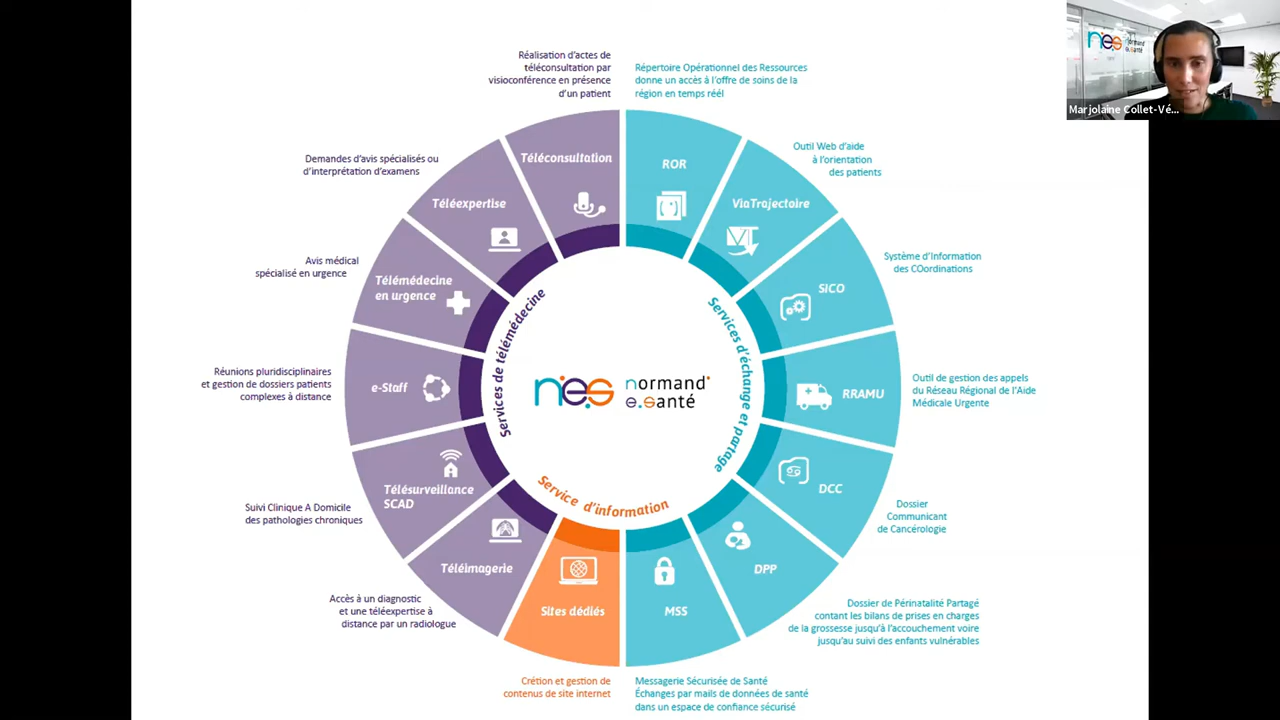 Réalisation d'actes de
téléconsultation par
visioconférence en présence
d'un patient
Répertoire Opérationnel des Ressources
donne un accès à l'offre de soins de la
région en temps réél
nes normand
e.santé
Marjolaine Collet-Vé...
Demandes d'avis spécialisés ou
d'interprétation d'examens
Téléconsultation
ROR
Outil Web d'aide
à l'orientation
des patients
Téléexpertise
ViaTrajectoire
Avis médical
spécialisé en urgence
Télémédecine
en urgence
SICO
Système d'Information
des COordinations
Services de télémédecine
Services d'échange et partage
Réunions pluridisciplinaires
et gestion de dossiers patients
complexes à distance
e-Staff
nes normand
e.santé
RRAMU
Outil de gestion des appels
du Réseau Régional de l'Aide
Médicale Urgente
Télésurveillance
SCAD
Service d'information
DCC
Suivi Clinique A Domicile
des pathologies chroniques
Dossier
Communicant
de Cancérologie
Téléimagerie
Sites dédiés
MSS
DPP
Accès à un diagnostic
et une téléexpertise à
distance par un radiologue
Dossier de Périnatalité Partagé
contant les bilans de prises en charges
de la grossesse jusqu'à l'accouchement voire
jusqu'au suivi des enfants vulnérables
Crétion et gestion de
contenus de site internet
Messagerie Sécurisée de Santé
Échanges par mails de données de santé
dans un espace de confiance sécurisé